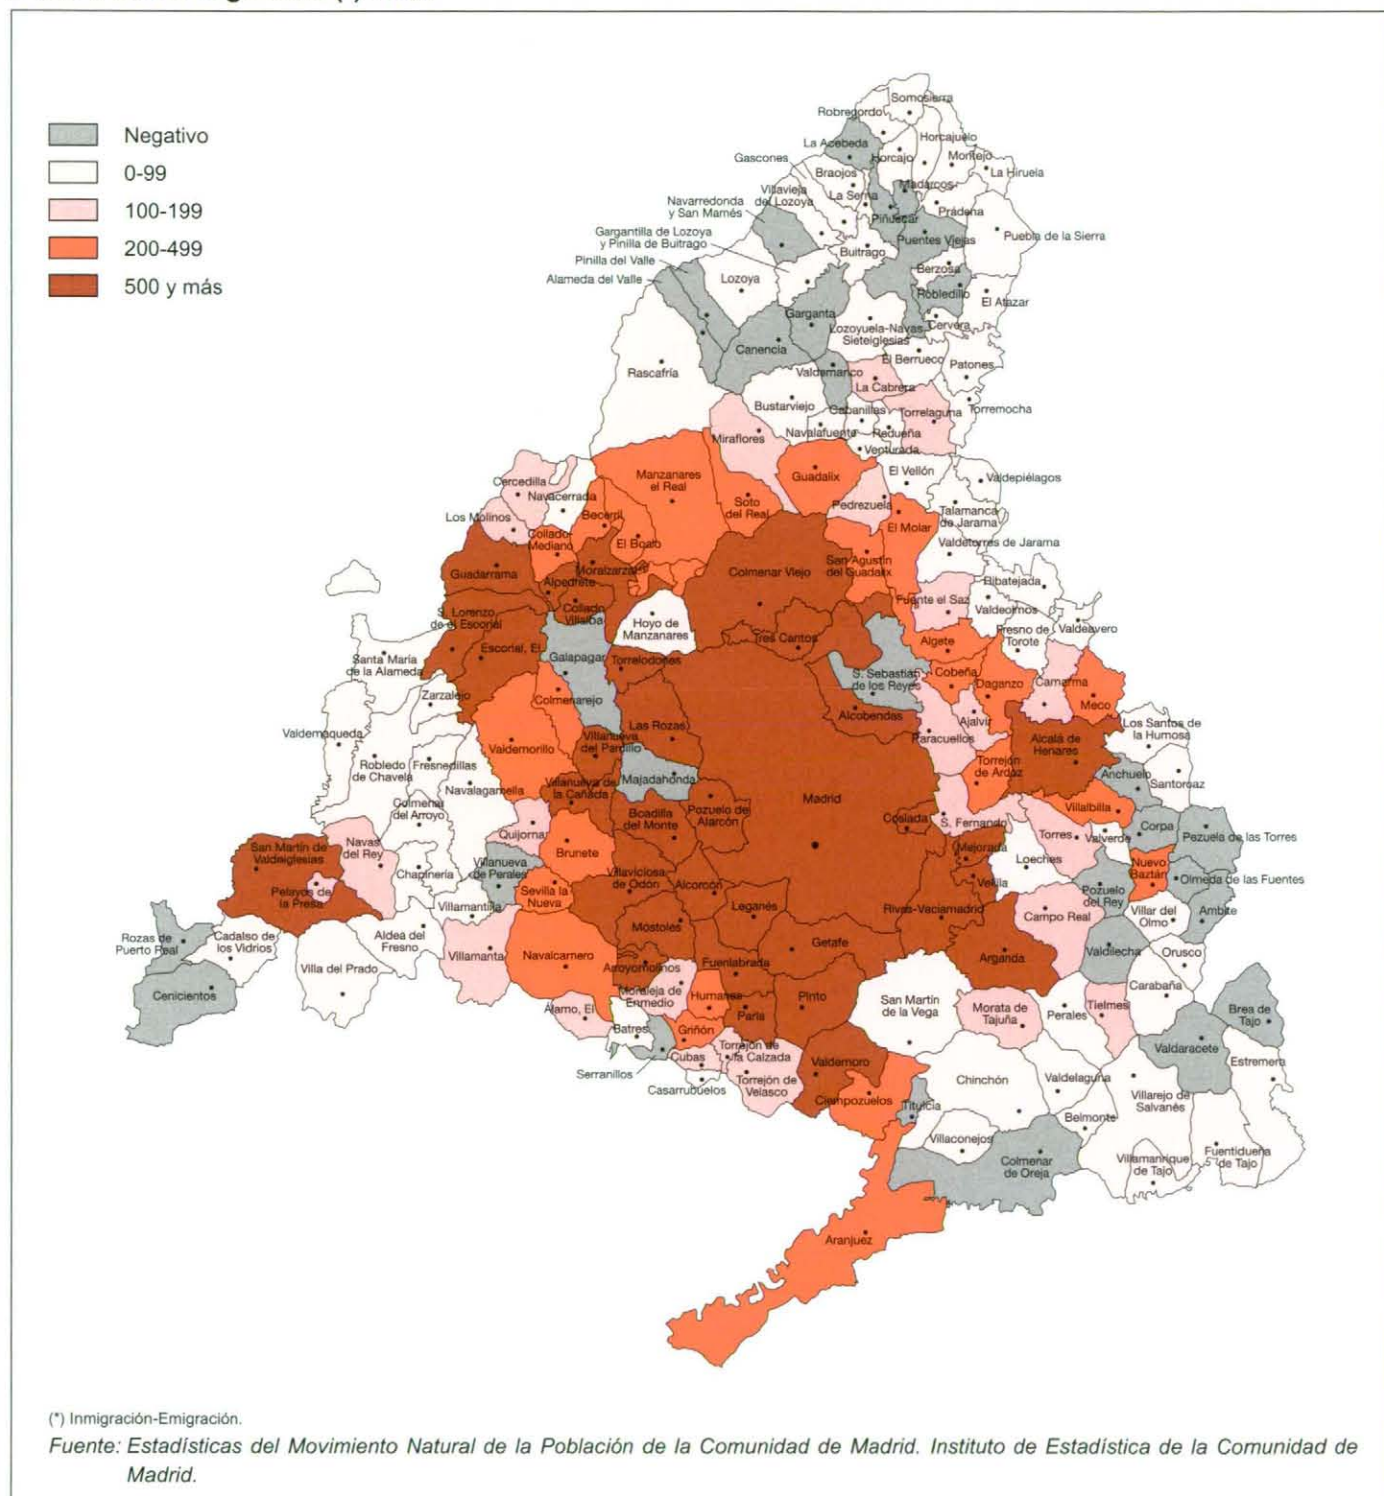 Negativo
0-99
100-199
200-499
500 y más
Somosierra
Robregordo
La Acebeda
Horcajuelo
Horcajo
Montejo
La Hiruela
Gascones
Braojos
Madarcos
Villavieja
del Lozoya
La Serna
Prádena
Navarredonda
y San Mamés
Piñuécar
Puentes Viejas
Puebla de la Sierra
Gargantilla de Lozoya
y Pinilla de Buitrago
Buitrago
Pinilla del Valle
Berzosa
Alameda del Valle
Lozoya
Robledillo
El Atazar
Garganta
Lozoyuela-Navas-
Sieteiglesias
Cervera
Canencia
El Berrueco
Patones
Rascafría
Valdemanco
La Cabrera
Bustarviejo
Cabanillas
Torrelaguna
Torremocha
Miraflores
Navalafuente
Redueña
Venturada
Manzanares
el Real
Guadalix
El Vellón
Valdepiélagos
Cercedilla
Navacerrada
Soto
del Real
Pedrezuela
Talamanca
de Jarama
Los Molinos
Becerril
El Molar
Collado-
Mediano
El Boalo
Valdetorres de Jarama
Guadarrama
Moralzarzal
Colmenar Viejo
San Agustín
del Guadalix
Alpedrete
Ribatejada
Fuente el Saz
Valdeolmos
S. Lorenzo
de el Escorial
Collado
Villalba
Hoyo de
Manzanares
Tres Cantos
Fresno de
Torote
Valdeavero
Algete
Santa María
de la Alameda
Escorial, El
Galapagar
Torrelodones
S. Sebastián
de los Reyes
Cobeña
Daganzo
Camarma
Meco
Zarzalejo
Colmenarejo
Alcobendas
Ajalvir
Valdemaqueda
Las Rozas
Paracuellos
Los Santos de
la Humosa
Robledo
de Chavela
Fresnedillas
Valdemorillo
Villanueva
del Pardillo
Alcalá de
Henares
Navalagamella
Majadahonda
Torrejón
de Ardoz
Anchuelo
Santorcaz
Colmenar
del Arroyo
Villanueva de
la Cañada
Madrid
Villalbilla
Boadilla
del Monte
Pozuelo de
Alarcón
Coslada
S. Fernando
Quijorna
Torres
Valverde
Corpa
Pezuela de las Torres
San Martín de
Valdeiglesias
Navas
del Rey
Brunete
Mejorada
Loeches
Nuevo
Baztán
Chapinería
Villanueva
de Perales
Villaviciosa
de Odón
Alcorcón
Velilla
Olmeda de las Fuentes
Pelayos de
la Presa
Sevilla la
Nueva
Pozuelo
del Rey
Villamantilla
Leganés
Rivas-Vaciamadrid
Campo Real
Villar del
Olmo
Ambite
Rozas de
Puerto Real
Cadalso de
los Vidrios
Aldea del
Fresno
Móstoles
Getafe
Valdilecha
Orusco
Villa del Prado
Villamanta
Navalcarnero
Arroyomolinos
Fuenlabrada
Arganda
Cenicientos
Moraleja de
Enmedio
Humanes
Pinto
San Martín
de la Vega
Carabaña
Álamo, El
Parla
Morata de
Tajuña
Perales
Tielmes
Brea de
Tajo
Batres
Griñón
Serranillos
Cubas
Torrejón de
la Calzada
Valdemoro
Valdaracete
Estremera
Casarrubuelos
Torrejón de
Velasco
Ciempozuelos
Chinchón
Valdelaguna
Titulcia
Villarejo de
Salvanés
Belmonte
Villaconejos
Colmenar
de Oreja
Villamanrique
de Tajo
Fuentidueña
de Tajo
Aranjuez
(*) Inmigración-Emigración.
Fuente: Estadísticas del Movimiento Natural de la Población de la Comunidad de Madrid. Instituto de Estadística de la Comunidad de
Madrid.